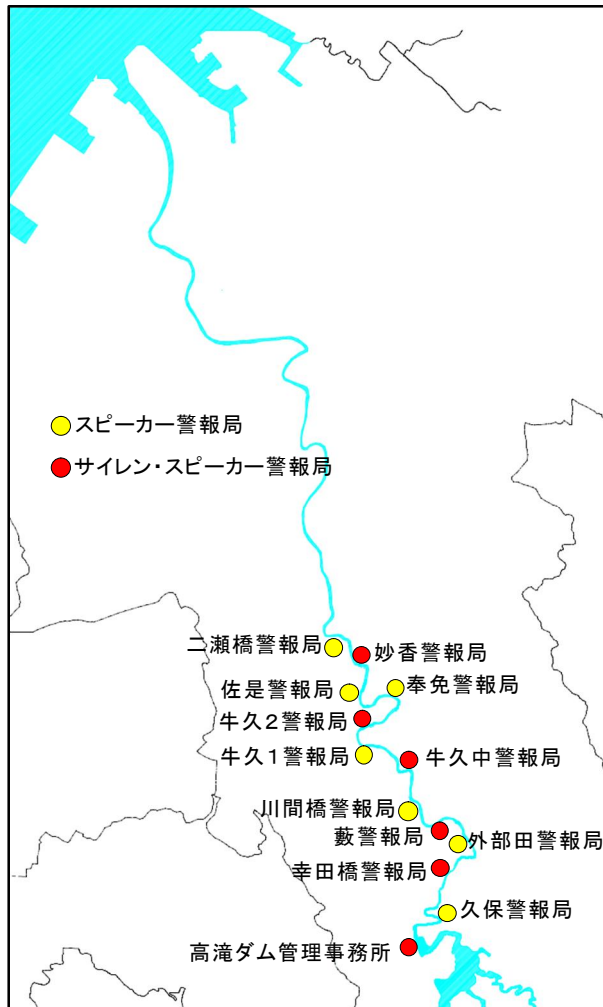 スピーカー警報局
サイレン・スピーカー警報局
二瀬橋警報局
妙香警報局
佐是警報局
奉免警報局
牛久2警報局
牛久1警報局
牛久中警報局
川間橋警報局
藪警報局
外部田警報局
幸田橋警報局
久保警報局
高滝ダム管理事務所